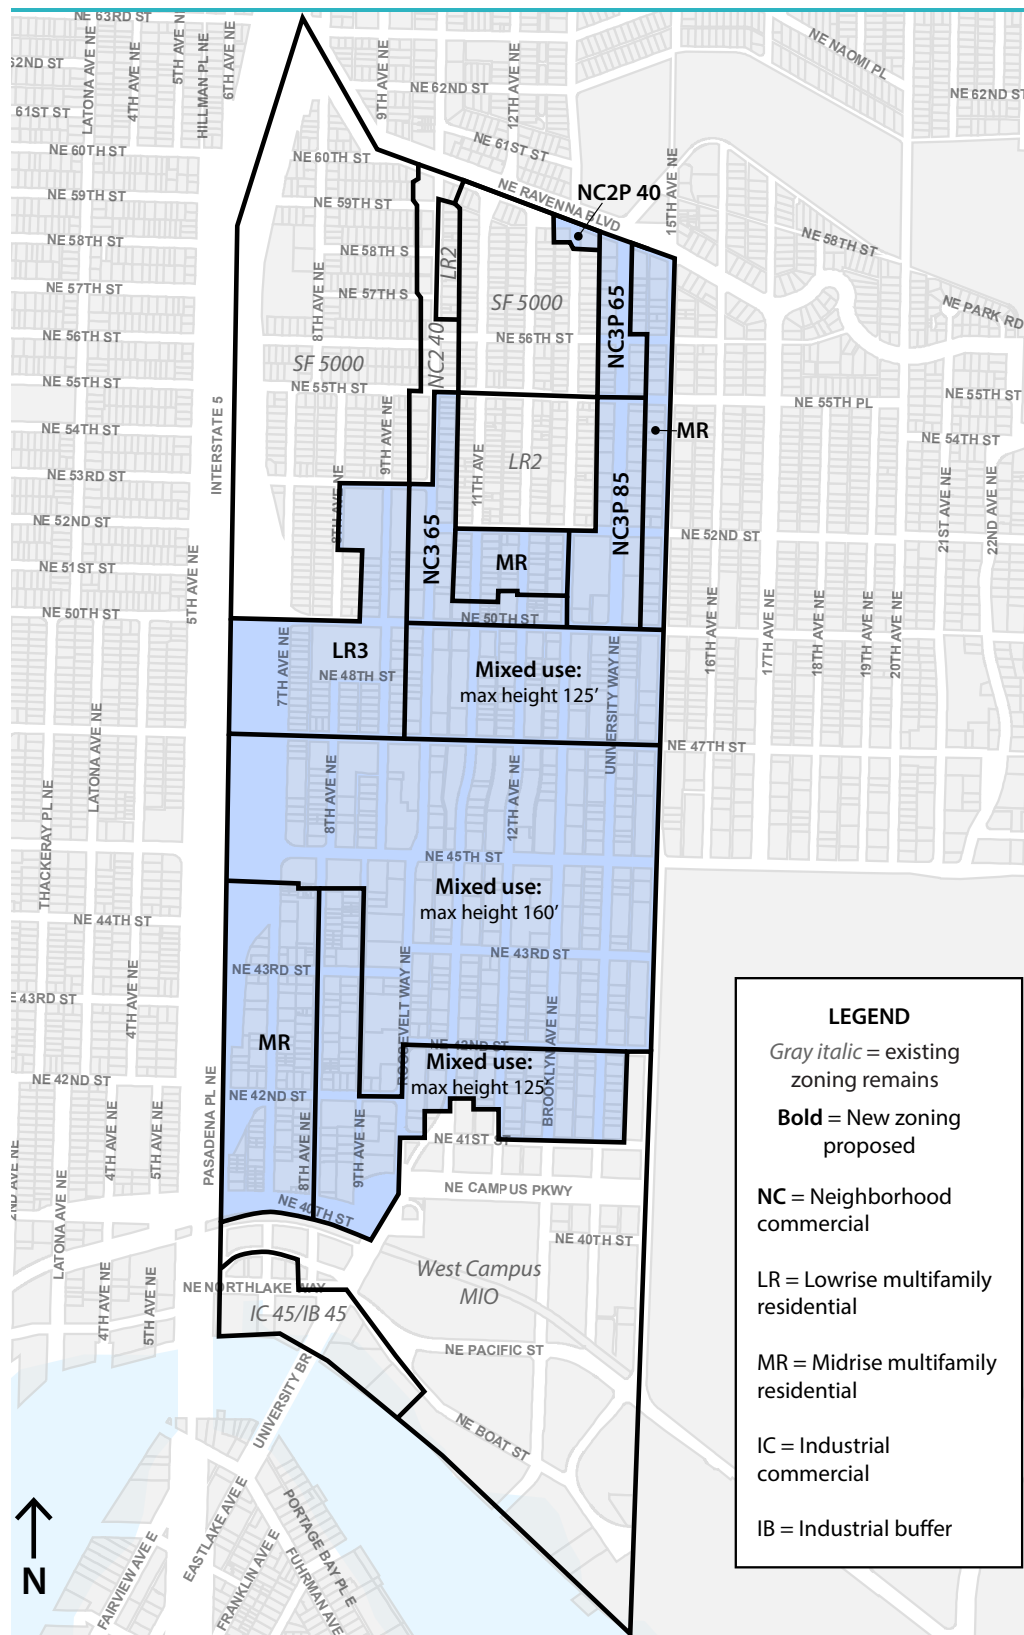 NE 63RD ST
LATONA AVE NE
4TH AVE NE
5TH AVE NE
HILLMAN PL NE
6TH AVE NE
9TH AVE NE
12TH AVE NE
NE NAOMI PL
62ND ST
NE 62ND ST
NE 62ND ST
61ST ST
NE 61ST ST
NE 60TH ST
NE 60TH ST
15TH AVE NE
NE RAVENNA BLVD
NC2P 40
NE 59TH ST
NE 59TH ST
NE 58TH ST
NE 58TH S
NE 58TH ST
LR2
NE 57TH ST
NE 57TH S
8TH AVE NE
SF 5000
NC3P 65
NE PARK RD
NE 56TH ST
NE 56TH ST
NC2 40
SF 5000
NE 55TH ST
NE 55TH ST
NE 55TH PL
NE 55TH ST
INTERSTATE 5
NE 54TH ST
9TH AVE NE
MR
NE 54TH ST
NE 53RD ST
8TH AVE NE
11TH AVE
LR2
NC3P 85
21ST AVE NE
22ND AVE NE
NE 52ND ST
NC3 65
NE 52ND ST
NE 51ST ST
5TH AVE NE
MR
NE 50TH ST
NE 50TH ST
16TH AVE NE
17TH AVE NE
18TH AVE NE
19TH AVE NE
20TH AVE NE
7TH AVE NE
LR3
NE 48TH ST
Mixed use:
max height 125’
UNIVERSITY WAY NE
LATONA AVE NE
NE 47TH ST
8TH AVE NE
12TH AVE NE
THACKERAY PL NE
NE 45TH ST
Mixed use:
max height 160’
NE 44TH ST
NE 43RD ST
NE 43RD ST
43RD ST
4TH AVE NE
ROOSEVELT WAY NE
BROOKLYN AVE NE
MR
NE 42ND ST
Mixed use:
max height 125’
NE 42ND ST
NE 42ND ST
PASADENA PL NE
4TH AVE NE
5TH AVE NE
8TH AVE NE
9TH AVE NE
NE 41ST ST
2ND AVE NE
LATONA AVE NE
NE CAMPUS PKWY
NE 40TH ST
NE 40TH ST
West Campus
MIO
4TH AVE NE
5TH AVE NE
NE NORTHLAKE WAY
IC 45/IB 45
NE PACIFIC ST
UNIVERSITY BR
NE BOAT ST
FAIRVIEW AVE E
EASTLAKE AVE E
FRANKLIN AVE E
PORTAGE BAY PL E
FUHRMAN AVE
N
LEGEND
Gray italic = existing
zoning remains
Bold = New zoning
proposed
NC = Neighborhood
commercial
LR = Lowrise multifamily
residential
MR = Midrise multifamily
residential
IC = Industrial
commercial
IB = Industrial buffer